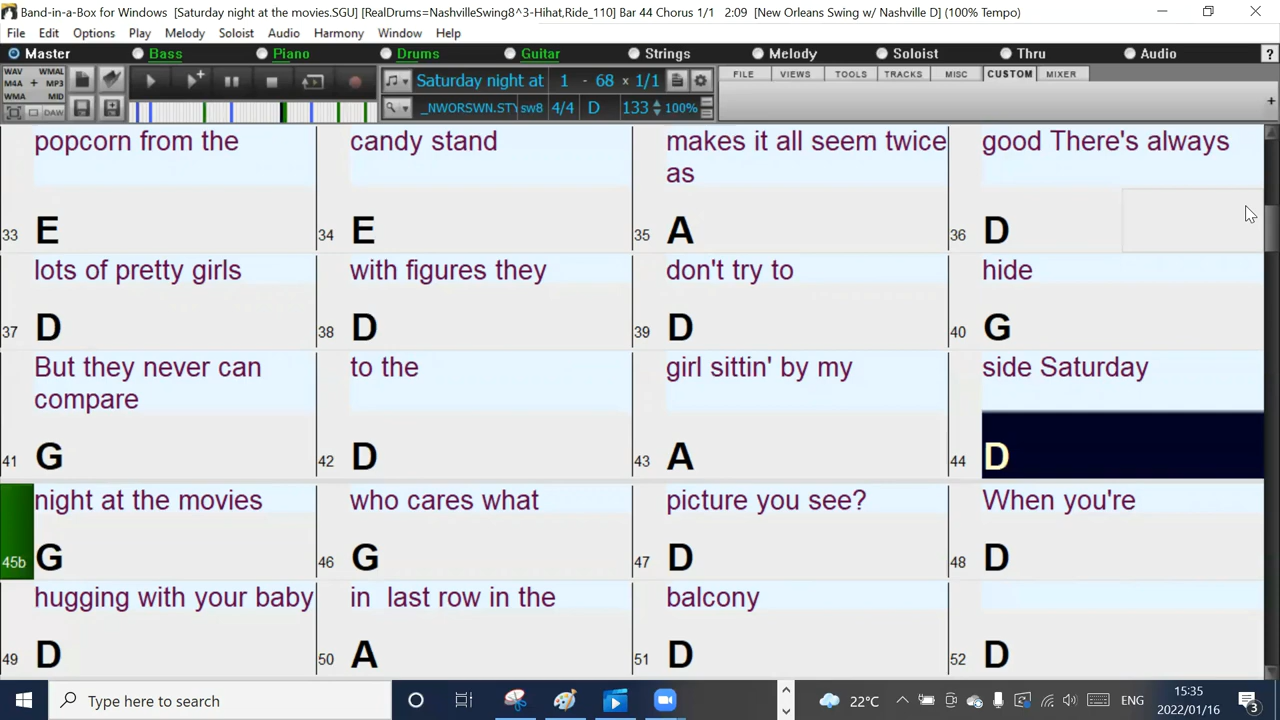 Band-in-a-Box for Windows [Saturday night at the movies.SGU] [RealDrums=NashvilleSwing8^3-Hihat,Ride_110] Bar 44 Chorus 1/1 2:09 [New Orleans Swing w/ Nashville D] (100% Tempo)
File Edit Options Play Melody Soloist Audio Harmony Window Help
Master Bass Piano Drums Guitar Strings Melody Soloist Thru Audio ?
WAV WMAL
M4A + MP3
WMA MID
DAW
Saturday night at 1 - 68 x 1/1
_NWORSWN.STY sw8 4/4 D 133 100%
FILE VIEWS TOOLS TRACKS MISC CUSTOM MIXER
+
popcorn from the candy stand makes it all seem twice good There's always
as
33 E 34 E 35 A 36 D
lots of pretty girls with figures they don't try to hide
37 D 38 D 39 D 40 G
But they never can to the girl sittin' by my side Saturday
compare
41 G 42 D 43 A 44 D
night at the movies who cares what picture you see? When you're
45b G 46 G 47 D 48 D
hugging with your baby in last row in the balcony
49 D 50 A 51 D 52 D
Type here to search 22°C ENG 15:35
2022/01/16 3